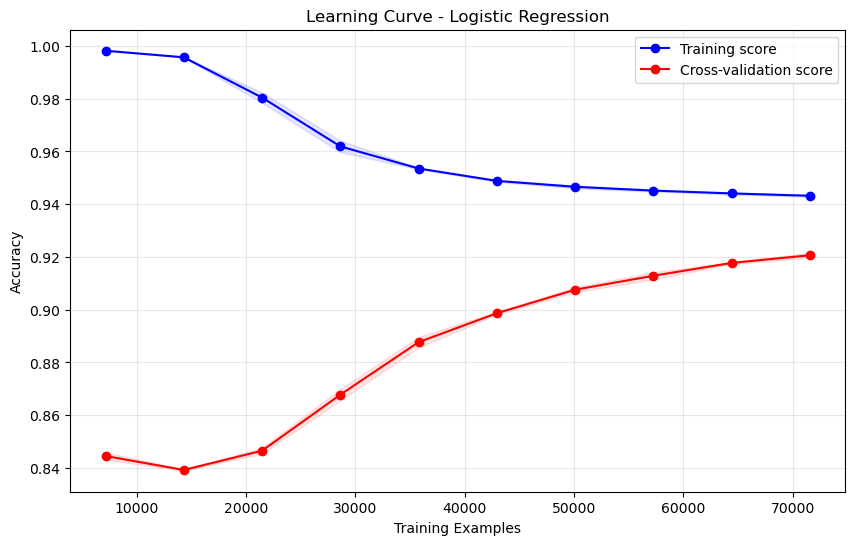 Learning Curve - Logistic Regression
Training score
Cross-validation score
1.00
0.98
0.96
0.94
0.92
0.90
0.88
0.86
0.84
Accuracy
10000 20000 30000 40000 50000 60000 70000
Training Examples